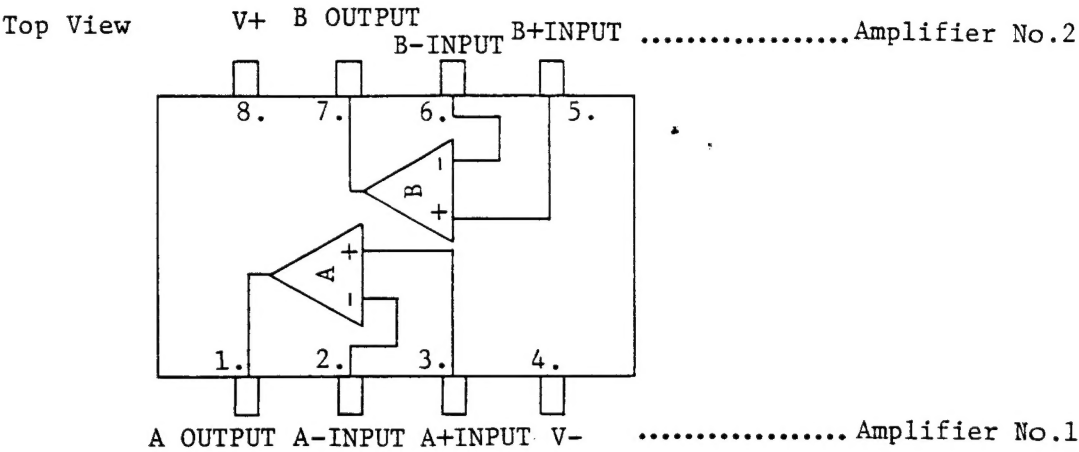 Top View V+ B OUTPUT
B-INPUT B+INPUT ..................Amplifier No.2
8. 7. 6. 5.
- B +
+ A -
1. 2. 3. 4.
A OUTPUT A-INPUT A+INPUT V- ..................Amplifier No.1